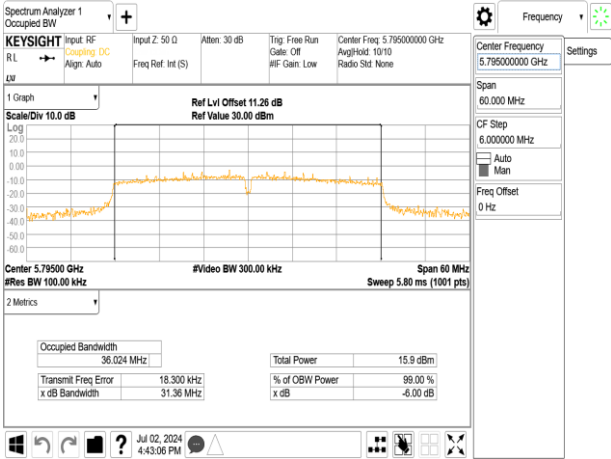 Spectrum Analyzer 1
Occupied BW
Frequency
Settings
KEYSIGHT
RL
Input: RF
Coupling: DC
Align: Auto
Input Z: 50 Ω
Freq Ref: Int (S)
Atten: 30 dB
Trig: Free Run
Gate: Off
#IF Gain: Low
Center Freq: 5.795000000 GHz
Avg|Hold: 10/10
Radio Std: None
Center Frequency
5.795000000 GHz
Span
60.000 MHz
CF Step
6.000000 MHz
Auto
Man
Freq Offset
0 Hz
1 Graph
Scale/Div 10.0 dB
Ref Lvl Offset 11.26 dB
Ref Value 30.00 dBm
Log
20.0
10.0
0.00
-10.0
-20.0
-30.0
-40.0
-50.0
-60.0
Center 5.79500 GHz
#Res BW 100.00 kHz
#Video BW 300.00 kHz
Span 60 MHz
Sweep 5.80 ms (1001 pts)
2 Metrics
Occupied Bandwidth
36.024 MHz
Transmit Freq Error 18.300 kHz
x dB Bandwidth 31.36 MHz
Total Power 15.9 dBm
% of OBW Power 99.00 %
x dB -6.00 dB
?
Jul 02, 2024
4:43:06 PM